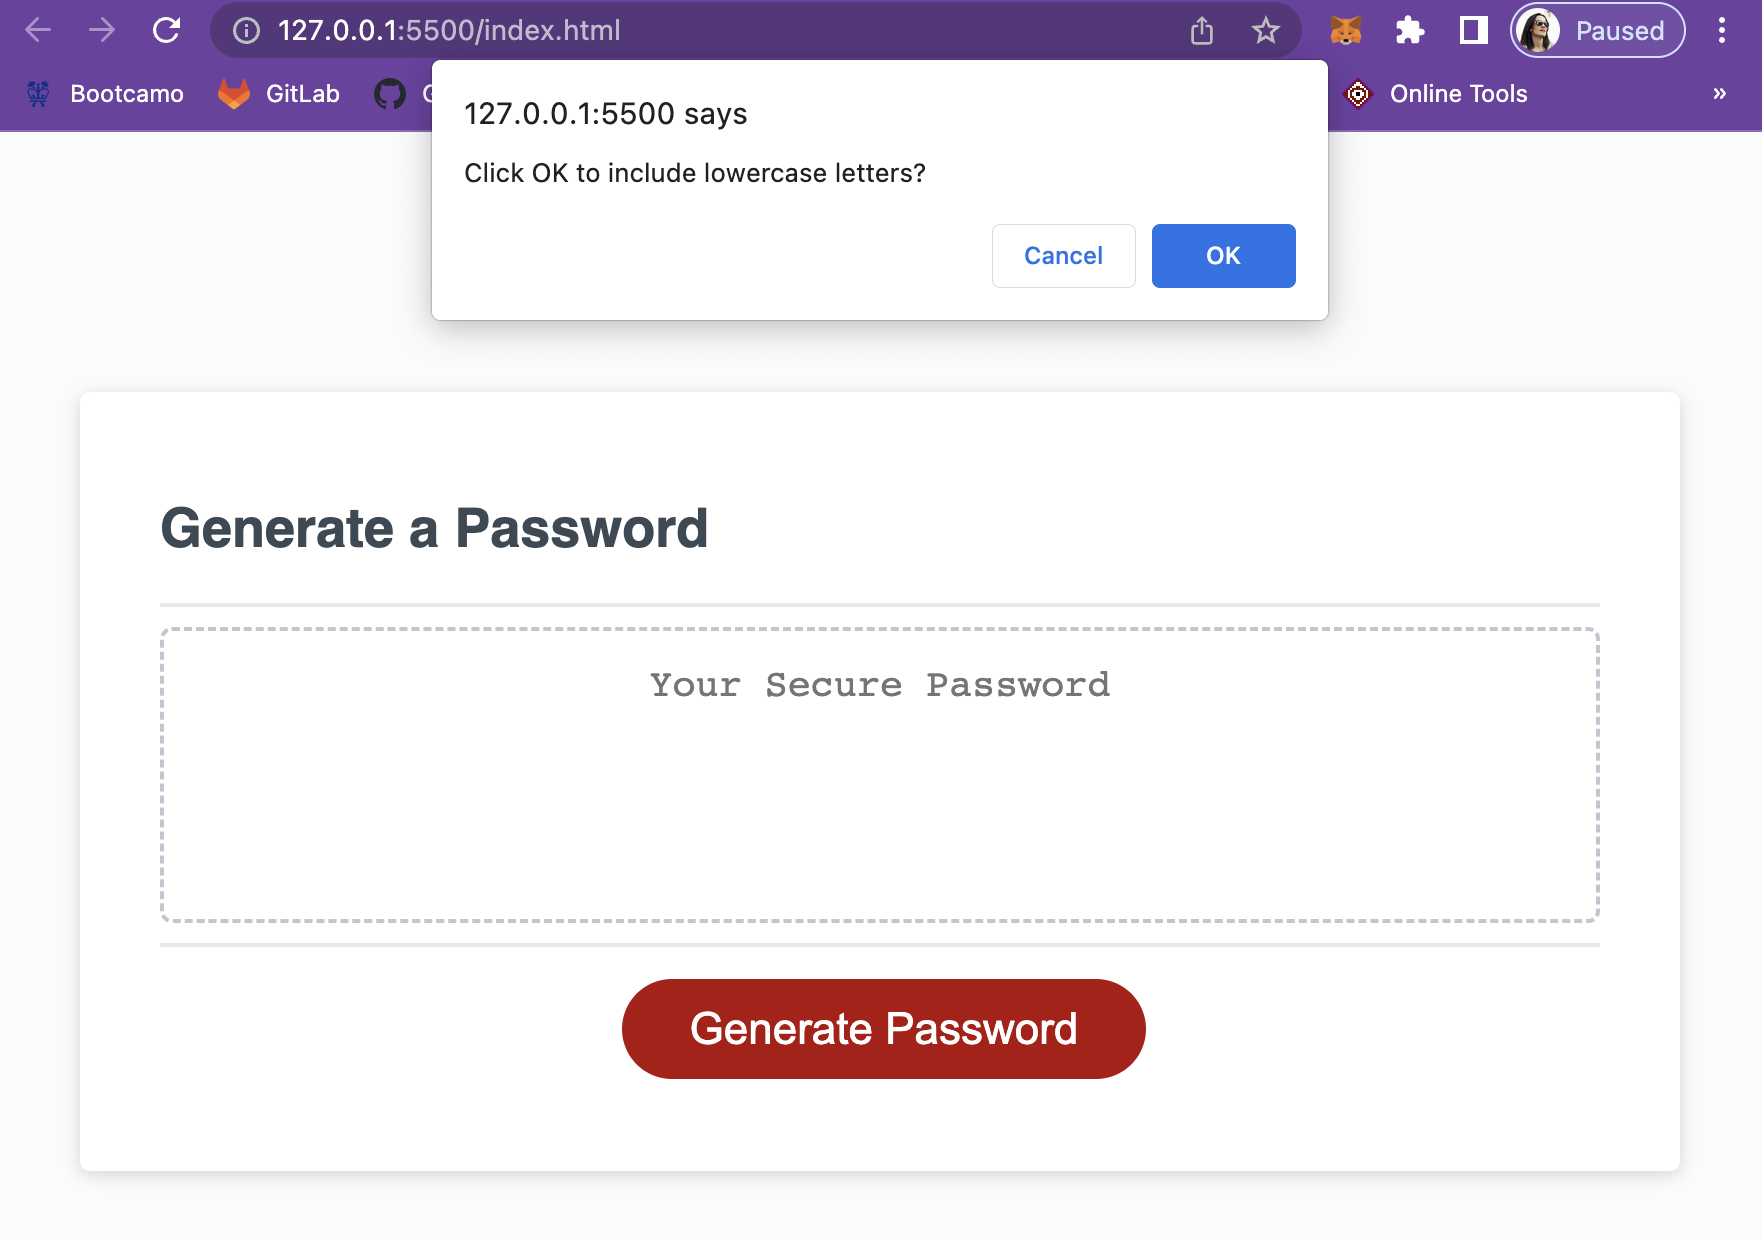 127.0.0.1:5500/index.html
Paused
Bootcamo
GitLab
Online Tools
»
127.0.0.1:5500 says
Click OK to include lowercase letters?
Cancel
OK
Generate a Password
Your Secure Password
Generate Password